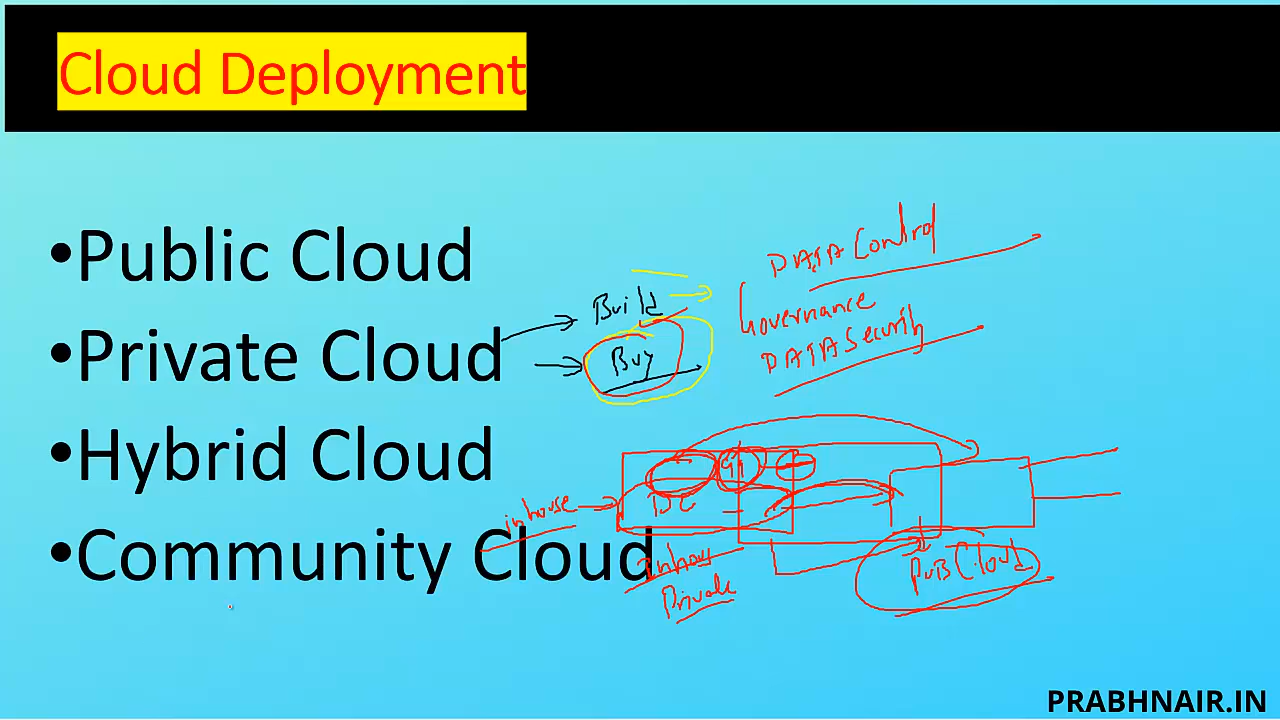 Cloud Deployment
•Public Cloud
•Private Cloud
•Hybrid Cloud
•Community Cloud
Build
Buy
DATA Control
Governance
DATA Security
inhouse
DC
Inhous
Private
PUB Cloud
PRABHNAIR.IN